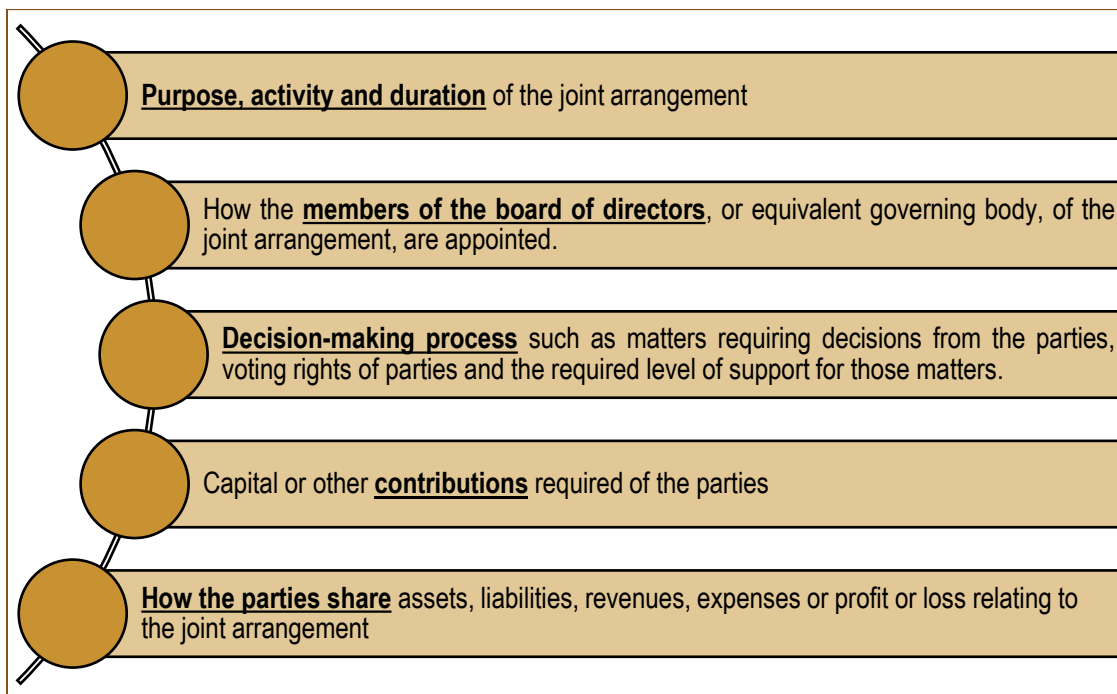 Purpose, activity and duration of the joint arrangement
How the members of the board of directors, or equivalent governing body, of the
joint arrangement, are appointed.
Decision-making process such as matters requiring decisions from the parties,
voting rights of parties and the required level of support for those matters.
Capital or other contributions required of the parties
How the parties share assets, liabilities, revenues, expenses or profit or loss relating to
the joint arrangement